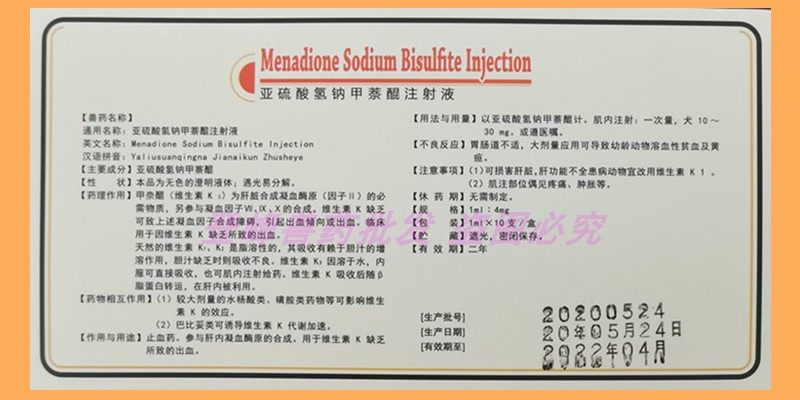 Menadione Sodium Bisulfite Injection
亚硫酸氢钠甲萘醌注射液
【兽药名称】
通用名称：亚硫酸氢钠甲萘醌注射液
英文名称：Menadione Sodium Bisulfite Injection
汉语拼音：Yaliusuanqingna Jianaikun Zhusheye
【主要成分】亚硫酸氢钠甲萘醌
【性 状】本品为无色的澄明液体；遇光易分解。
【药理作用】甲奈醌（维生素 K ₃）为肝脏合成凝血酶原（因子Ⅱ）的必
需物质，另参与凝血因子Ⅶ、Ⅸ、Ⅹ的合成。维生素 K 缺乏
可致上述凝血因子合成障碍，引起出血倾向或出血。临床
用于因维生素 K 缺乏所致的出血。
天然的维生素 K₁、K₂ 是脂溶性的，其吸收有赖于胆汁的增
溶作用，胆汁缺乏时则吸收不良。维生素 K₃ 因溶于水，内
服可直接吸收，也可肌内注射给药。维生素 K 吸收后随β
脂蛋白转运，在肝内被利用。
【药物相互作用】（1）较大剂量的水杨酸类、磺胺类药物等可影响维生
素 K 的效应。
（2）巴比妥类可诱导维生素 K 代谢加速。
【作用与用途】止血药。参与肝内凝血酶原的合成。用于维生素 K 缺乏
所致的出血。
【用法与用量】以亚硫酸氢钠甲萘醌计。肌内注射：一次量，犬 10～
30 mg。或遵医嘱。
【不良反应】胃肠道不适，大剂量应用可导致幼龄动物溶血性贫血及黄
疸。
【注意事项】（1）可损害肝脏，肝功能不全患病动物宜改用维生素 K 1 。
（2）肌注部位偶见疼痛、肿胀等。
【休 药 期】无需制定。
【规 格】1ml：4mg
【包 装】1ml×10支／盒
【贮 藏】遮光，密闭保存。
【有 效 期】二年
兽药批发
必究
[生产批号] 20200524
[生产日期] 20年05月24日
[有效期至] 2022年04月